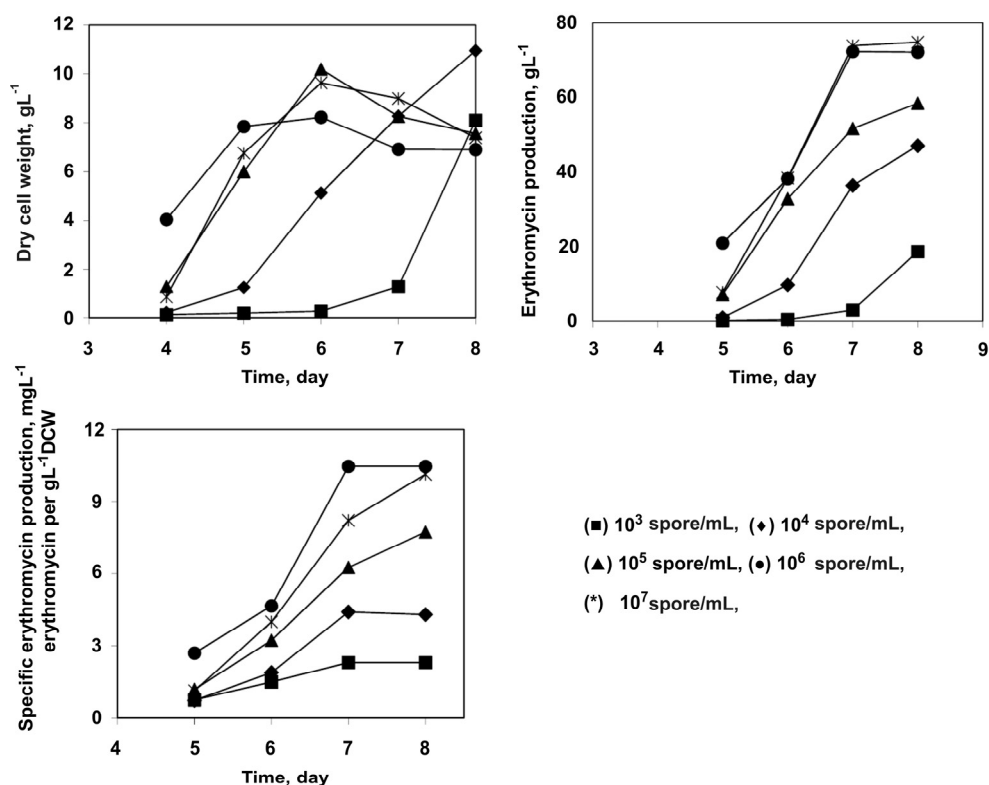 Dry cell weight, gL⁻¹
12
10
8
6
4
2
0
3 4 5 6 7 8
Time, day
Erythromycin production, gL⁻¹
80
60
40
20
0
3 4 5 6 7 8 9
Time, day
Specific erythromycin production, mgL⁻¹
erythromycin per gL⁻¹DCW
12
9
6
3
0
4 5 6 7 8
Time, day
(■) 10³ spore/mL, (♦) 10⁴ spore/mL,
(▲) 10⁵ spore/mL, (●) 10⁶ spore/mL,
(*) 10⁷spore/mL,